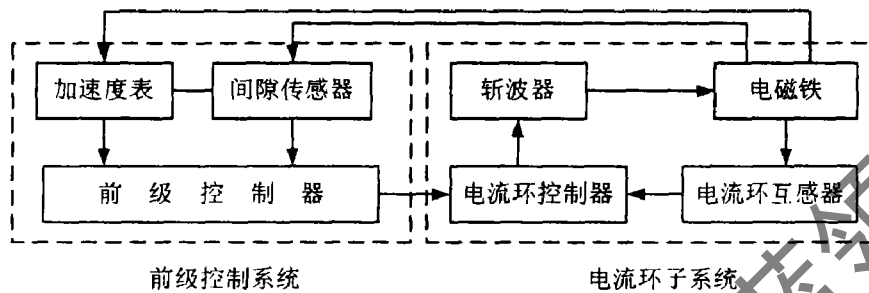 加速度表
间隙传感器
斩波器
电磁铁
前级控制器
电流环控制器
电流环互感器
前级控制系统
电流环子系统